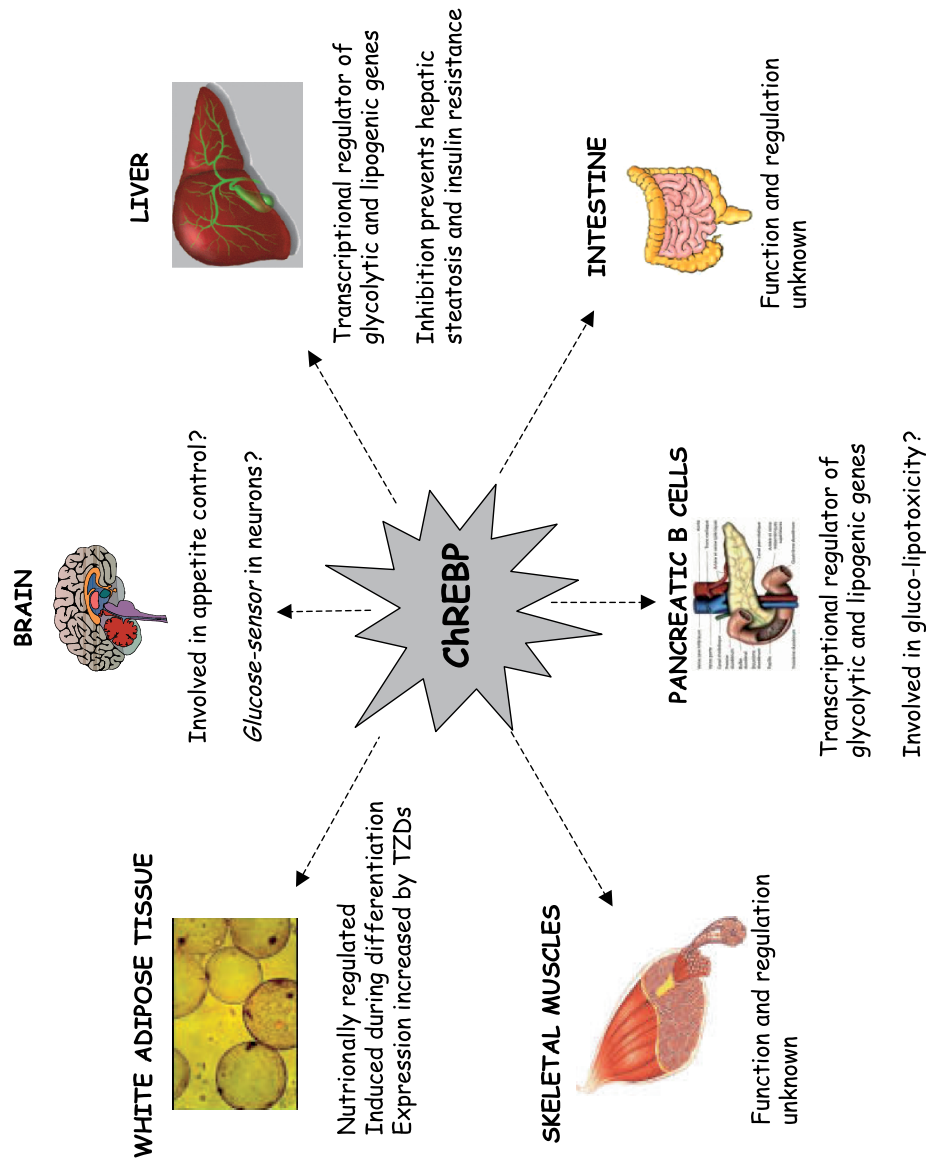 WHITE ADIPOSE TISSUE
Nutrionally regulated
Induced during differentiation
Expression increased by TZDs
BRAIN
Involved in appetite control?
Glucose-sensor in neurons?
LIVER
Transcriptional regulator of
glycolytic and lipogenic genes
Inhibition prevents hepatic
steatosis and insulin resistance
ChREBP
SKELETAL MUSCLES
Function and regulation
unknown
PANCREATIC B CELLS
Transcriptional regulator of
glycolytic and lipogenic genes
Involved in gluco-lipotoxicity?
INTESTINE
Function and regulation
unknown